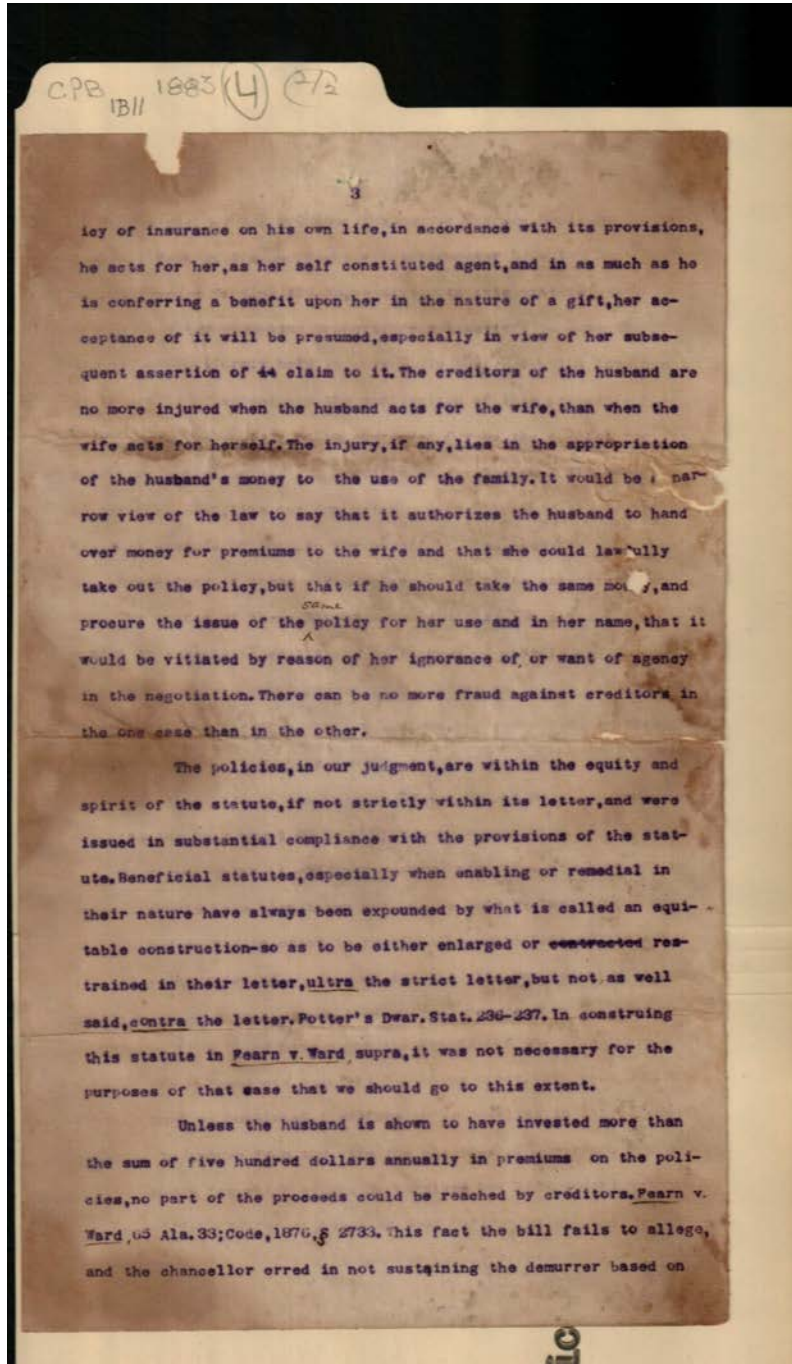 CPB 1883 4 2/2
1B11
3
icy of insurance on his own life,in accordance with its provisions,
he acts for her,as her self constituted agent,and in as much as he
is conferring a benefit upon her in the nature of a gift,her ac-
ceptance of it will be presumed,especially in view of her subse-
quent assertion of claim to it.The creditors of the husband are
no more injured when the husband acts for the wife,than when the
wife acts for herself.The injury,if any,lies in the appropriation
of the husband's money to the use of the family.It would be nar-
row view of the law to say that it authorizes the husband to hand
over money for premiums to the wife and that she could lawfully
take out the policy,but that if he should take the same money,and
same
procure the issue of the policy for her use and in her name,that it
would be vitiated by reason of her ignorance of, or want of agency
in the negotiation.There can be no more fraud against creditors in
the one case than in the other.
The policies,in our judgment,are within the equity and
spirit of the statute,if not strictly within its letter,and were
issued in substantial compliance with the provisions of the stat-
ute.Beneficial statutes,especially when enabling or remedial in
their nature have always been expounded by what is called an equi-
table construction-so as to be either enlarged or contracted res-
trained in their letter,ultra the strict letter,but not as well
said,contra the letter.Potter's Dwar.Stat.236-237.In construing
this statute in Fearn v.Ward,supra,it was not necessary for the
purposes of that case that we should go to this extent.
Unless the husband is shown to have invested more than
the sum of five hundred dollars annually in premiums on the poli-
cies,no part of the proceeds could be reached by creditors.Fearn v.
Ward,65 Ala.33;Code,1876,§ 2733.This fact the bill fails to allege,
and the chancellor erred in not sustaining the demurrer based on
ic